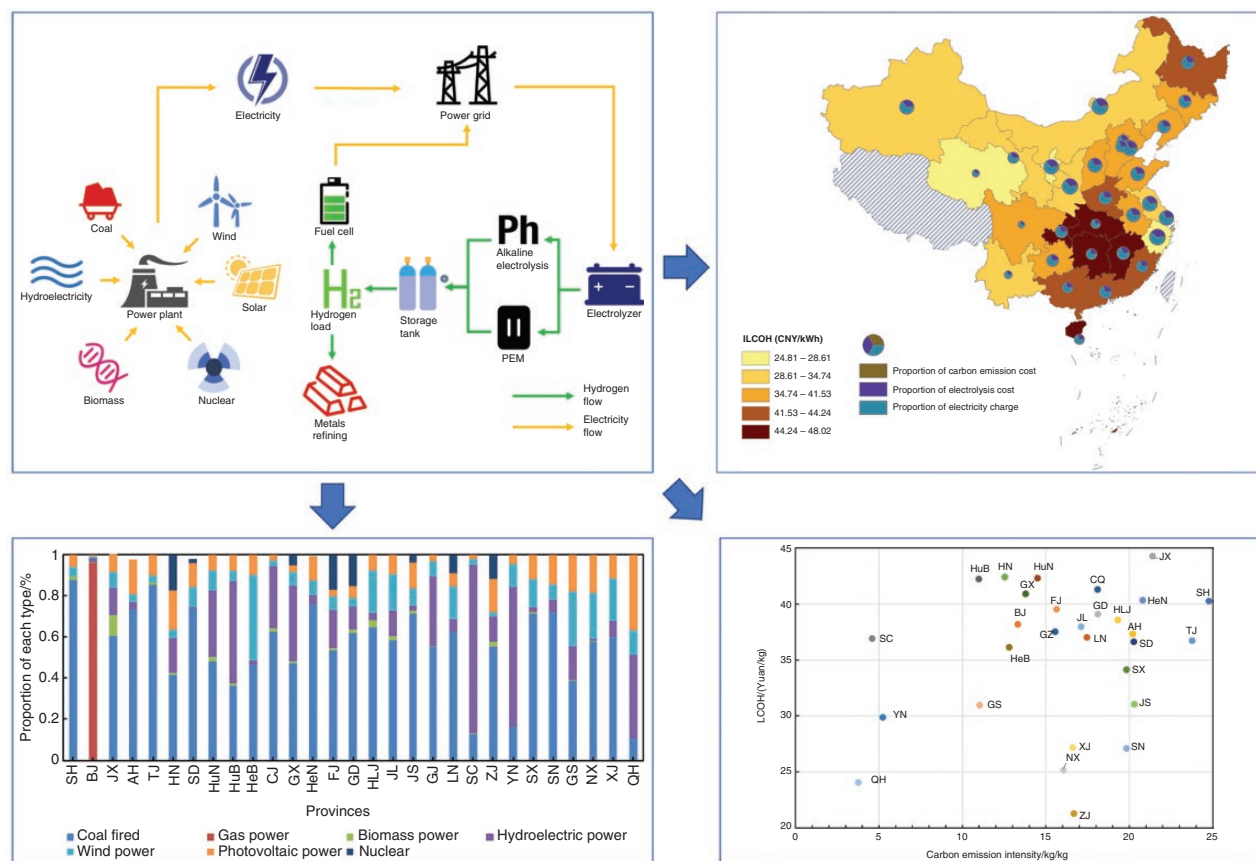 Electricity
Power grid
Coal
Wind
Fuel cell
Ph
Alkaline
electrolysis
Hydroelectricity
Power plant
Solar
H2
Hydrogen
load
Storage
tank
Electrolyzer
PEM
Biomass
Nuclear
Metals
refining
Hydrogen
flow
Electricity
flow
ILCOH (CNY/kWh)
24.81 – 28.61
28.61 – 34.74
34.74 – 41.53
41.53 – 44.24
44.24 – 48.02
Proportion of carbon emission cost
Proportion of electrolysis cost
Proportion of electricity charge
Proportion of each type/%
1
0.8
0.6
0.4
0.2
0
SH BJ JX AH TJ HN SD HuN HuB HeB CJ GX HeN FJ GD HLJ JL JS GJ LN SC ZJ YN SX SN GS NX XJ QH
Provinces
Coal fired Gas power Biomass power Hydroelectric power
Wind power Photovoltaic power Nuclear
LCOH/(Yuan/kg)
45
40
35
30
25
20
JX
HuB HN HuN
GX CQ HeN SH
FJ GD HLJ
BJ JL AH
SC GZ LN SD TJ
HeB
SX
GS JS
YN
XJ SN
NX
QH
ZJ
0 5 10 15 20 25
Carbon emission intensity/kg/kg